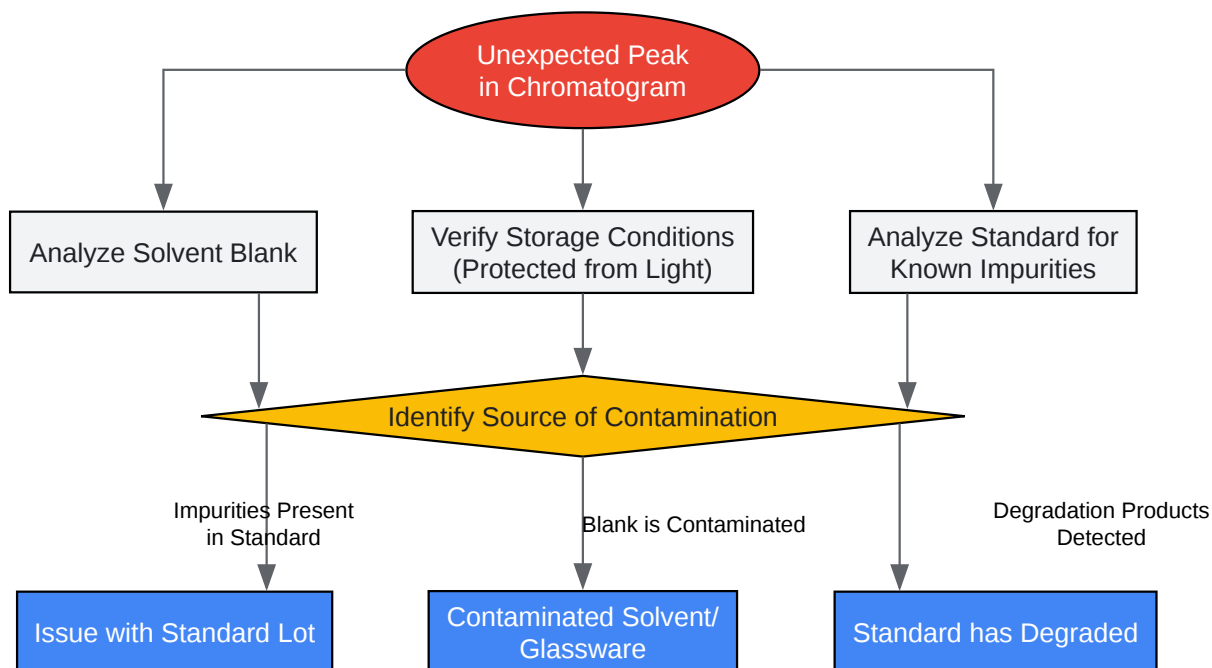 Unexpected Peak
in Chromatogram
Analyze Solvent Blank
Verify Storage Conditions
(Protected from Light)
Analyze Standard for
Known Impurities
Identify Source of Contamination
Impurities Present
in Standard
Blank is Contaminated
Degradation Products
Detected
Issue with Standard Lot
Contaminated Solvent/
Glassware
Standard has Degraded